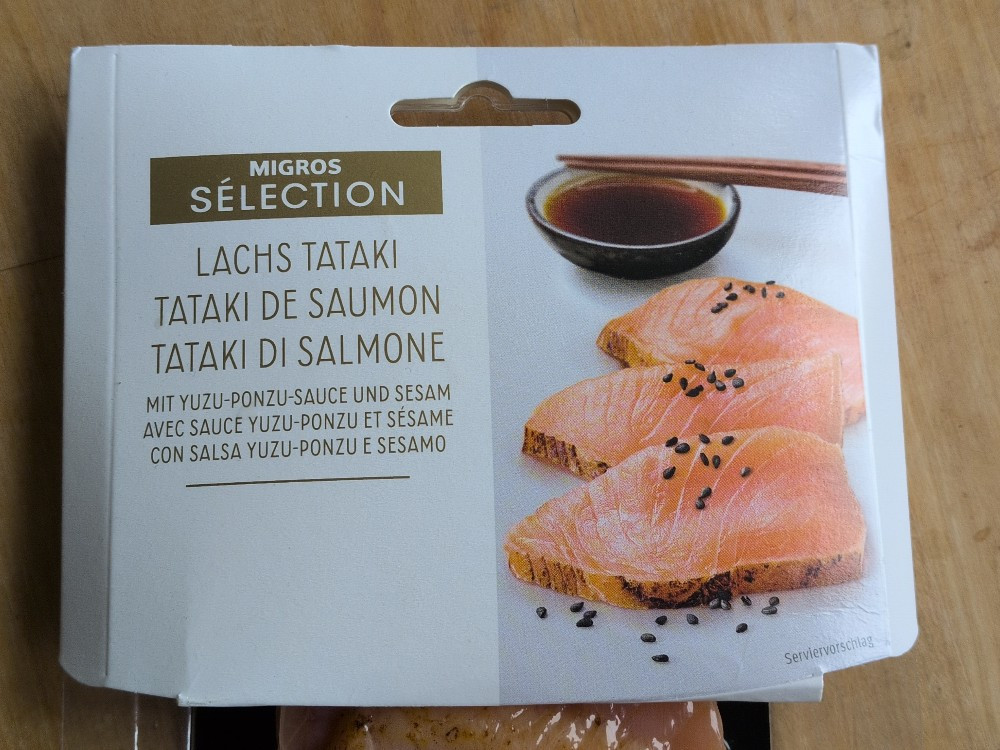 MIGROS
SÉLECTION
LACHS TATAKI
TATAKI DE SAUMON
TATAKI DI SALMONE
MIT YUZU-PONZU-SAUCE UND SESAM
AVEC SAUCE YUZU-PONZU ET SÉSAME
CON SALSA YUZU-PONZU E SESAMO
Serviervorschlag